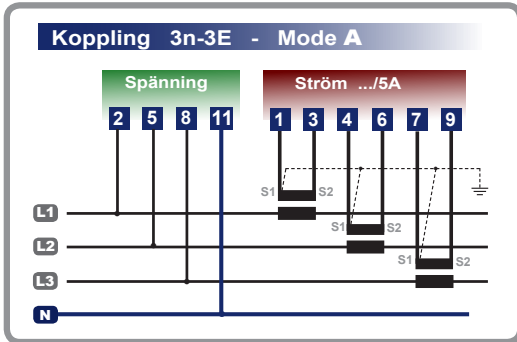 Koppling 3n-3E - Mode A
Spänning
Ström .../5A
2 5 8 11
1 3 4 6 7 9
S1 S2
L1
S1 S2
L2
S1 S2
L3
N